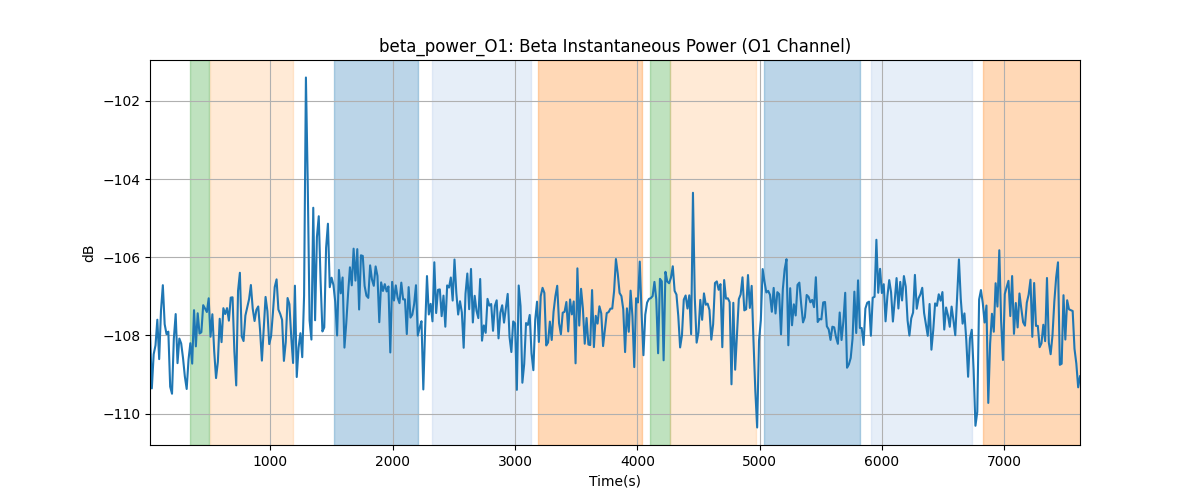 beta_power_O1: Beta Instantaneous Power (O1 Channel)
−102
−104
−106
−108
−110
dB
1000 2000 3000 4000 5000 6000 7000
Time(s)